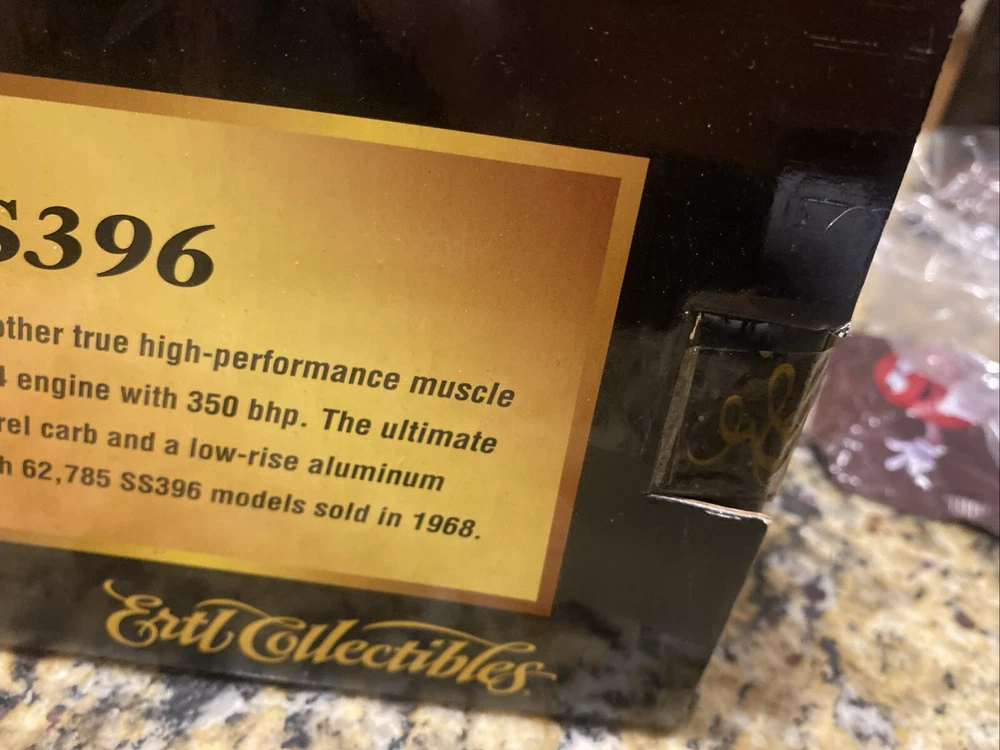 S396
other true high-performance muscle
4 engine with 350 bhp. The ultimate
rel carb and a low-rise aluminum
h 62,785 SS396 models sold in 1968.
Ertl Collectibles